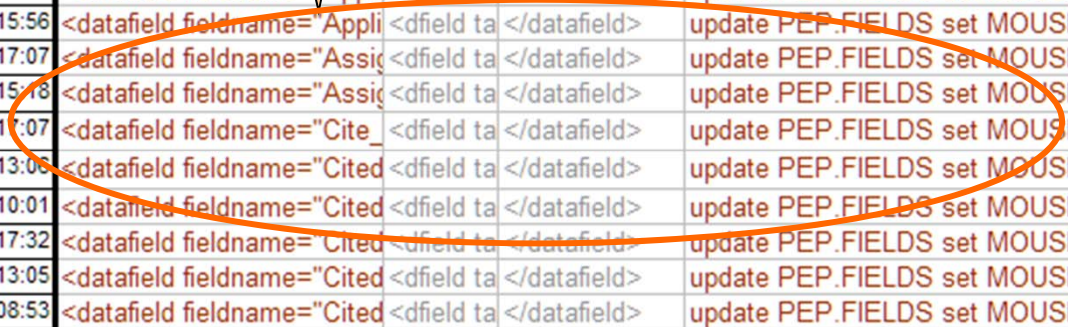 15:56 <datafield fieldname="Appli <dfield ta </datafield> update PEP.FIELDS set MOUS
17:07 <datafield fieldname="Assig <dfield ta </datafield> update PEP.FIELDS set MOUS
15:18 <datafield fieldname="Assig <dfield ta </datafield> update PEP.FIELDS set MOUS
17:07 <datafield fieldname="Cite_ <dfield ta </datafield> update PEP.FIELDS set MOUS
13:06 <datafield fieldname="Cited <dfield ta </datafield> update PEP.FIELDS set MOUS
10:01 <datafield fieldname="Cited <dfield ta </datafield> update PEP.FIELDS set MOUS
17:32 <datafield fieldname="Cited <dfield ta </datafield> update PEP.FIELDS set MOUS
13:05 <datafield fieldname="Cited <dfield ta </datafield> update PEP.FIELDS set MOUS
08:53 <datafield fieldname="Cited <dfield ta </datafield> update PEP.FIELDS set MOUS